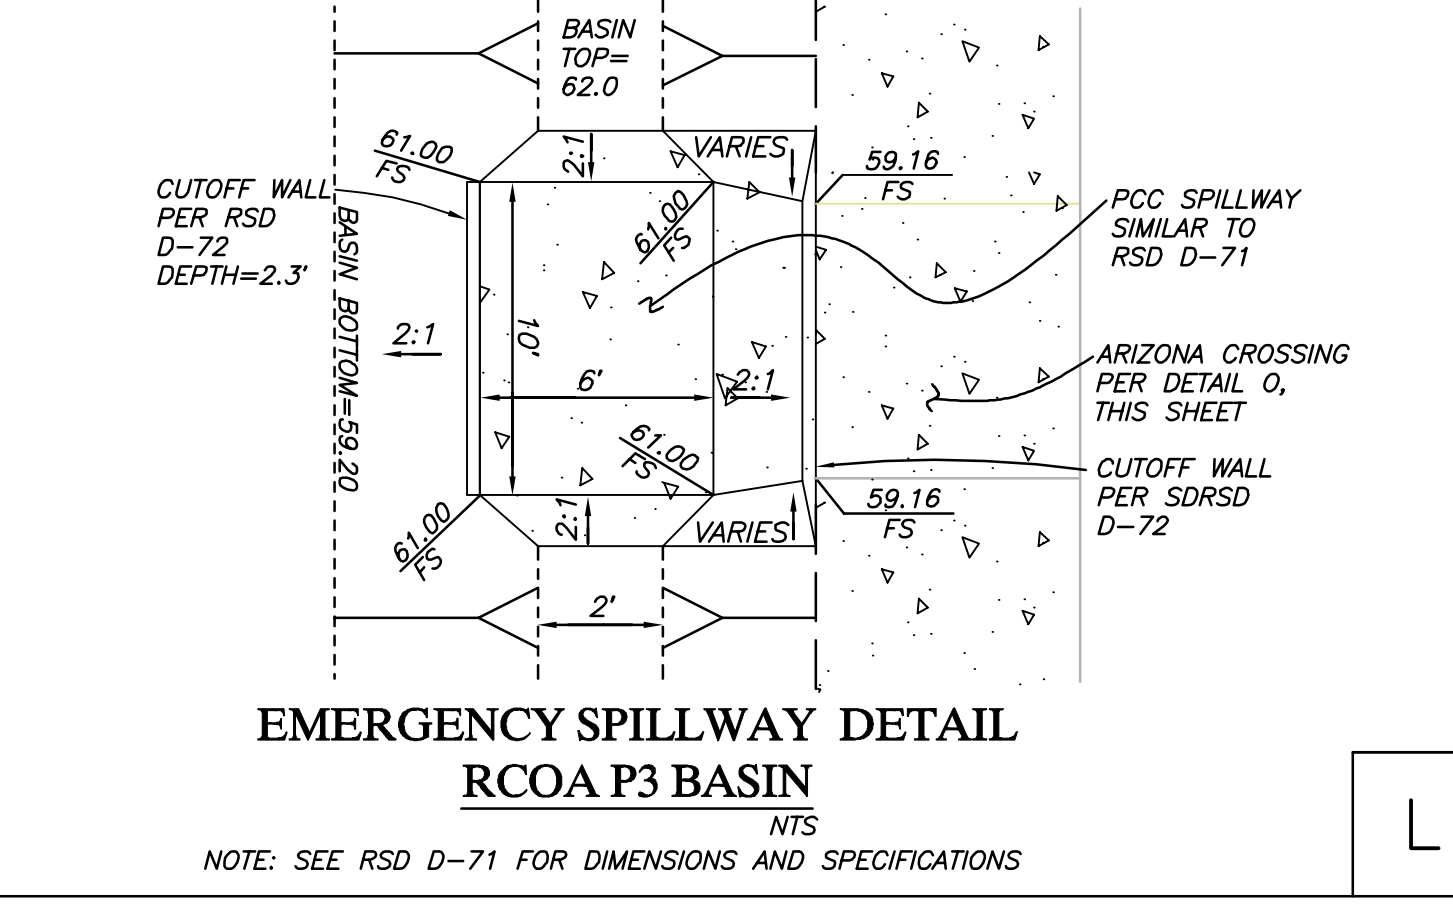 BASIN
TOP=
62.0
61.00
FS
2:1
VARIES
59.16
FS
CUTOFF WALL
PER RSD
D-72
DEPTH=2.3'
BASIN BOTTOM=59.20
61.00
FS
PCC SPILLWAY
SIMILAR TO
RSD D-71
2:1
10'
6'
2:1
ARIZONA CROSSING
PER DETAIL O,
THIS SHEET
61.00
FS
CUTOFF WALL
PER SDRSD
D-72
61.00
FS
2:1
VARIES
59.16
FS
2'
EMERGENCY SPILLWAY DETAIL
RCOA P3 BASIN
NTS
NOTE: SEE RSD D-71 FOR DIMENSIONS AND SPECIFICATIONS
L